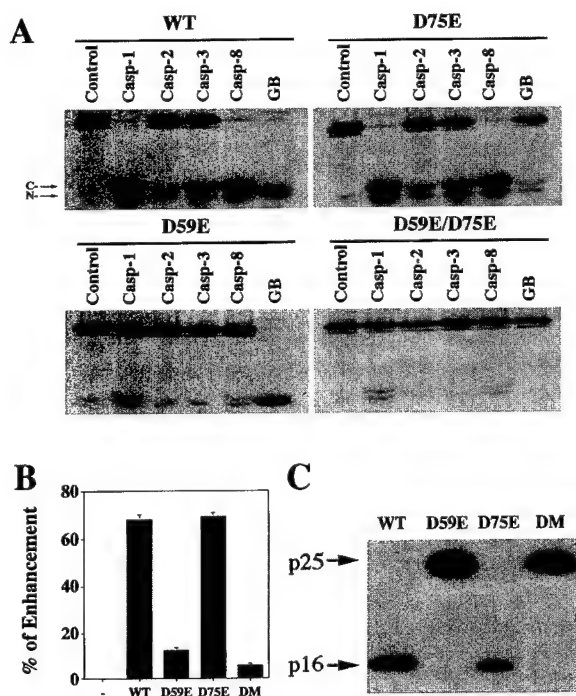 A
WT
D75E
Control
Casp-1
Casp-2
Casp-3
Casp-8
GB
Control
Casp-1
Casp-2
Casp-3
Casp-8
GB
C
N
D59E
D59E/D75E
Control
Casp-1
Casp-2
Casp-3
Casp-8
GB
Control
Casp-1
Casp-2
Casp-3
Casp-8
GB
B
% of Enhancement
80
60
40
20
0
- WT D59E D75E DM
C
WT D59E D75E DM
p25
p16